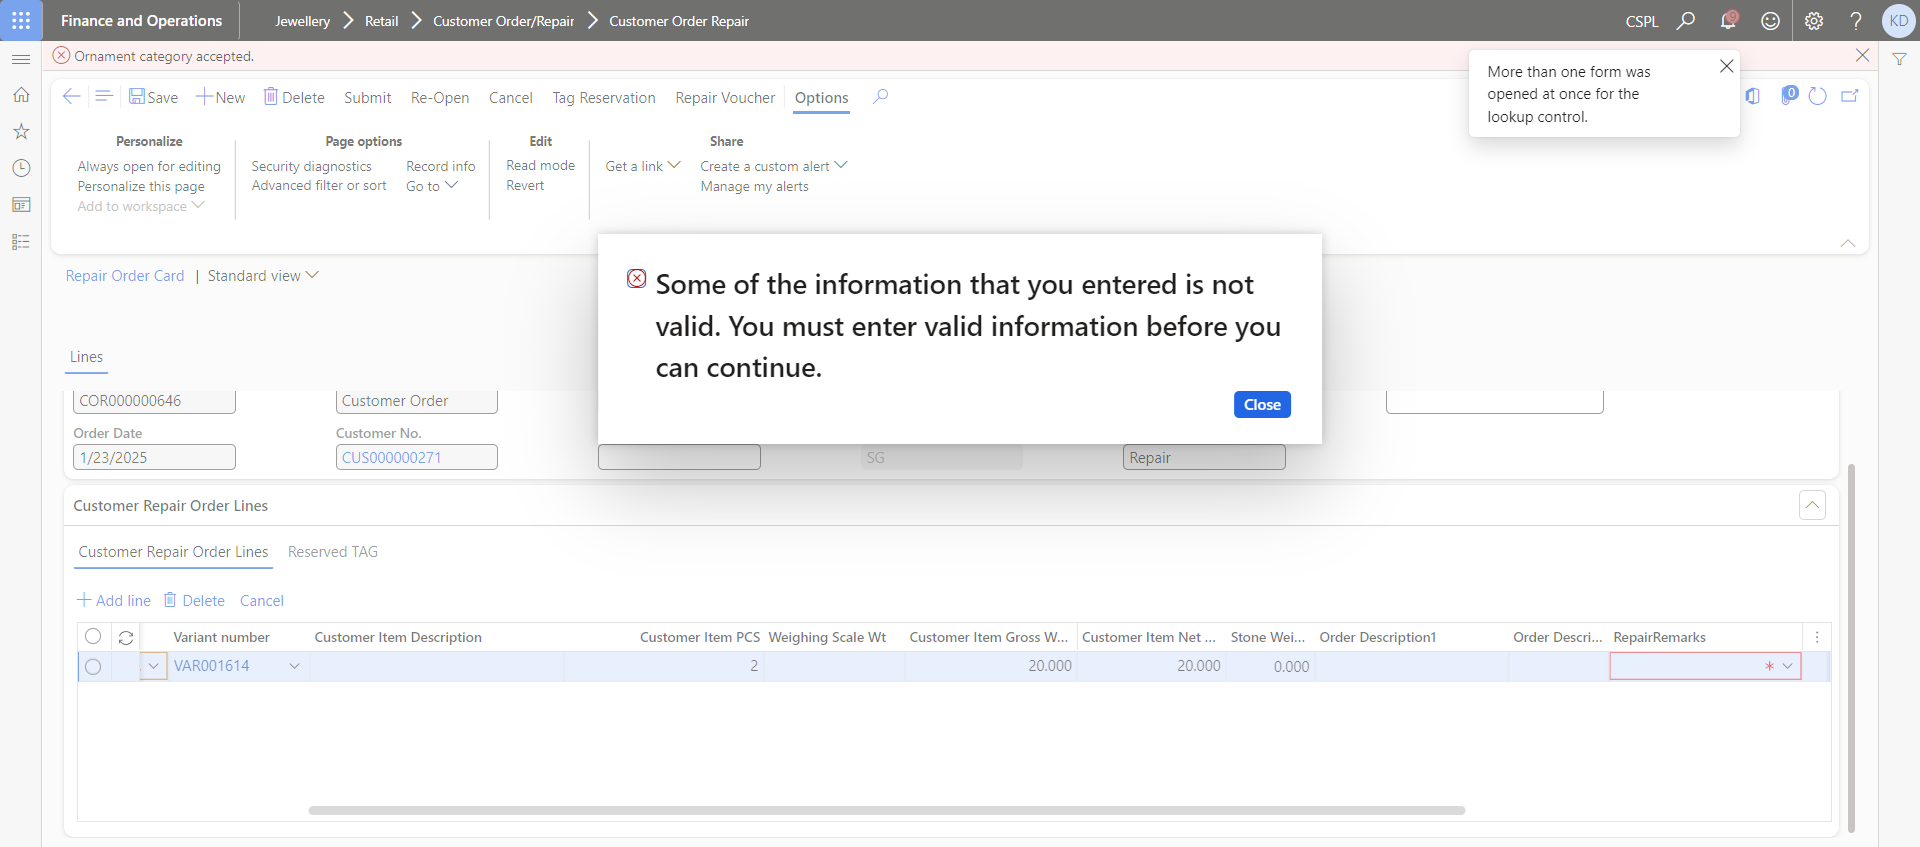 Finance and Operations
Jewellery
Retail
Customer Order/Repair
Customer Order Repair
CSPL
KD
Ornament category accepted.
More than one form was
opened at once for the
lookup control.
Save
New
Delete
Submit
Re-Open
Cancel
Tag Reservation
Repair Voucher
Options
0
Personalize
Always open for editing
Personalize this page
Add to workspace
Page options
Security diagnostics
Record info
Advanced filter or sort
Go to
Edit
Read mode
Revert
Share
Get a link
Create a custom alert
Manage my alerts
Repair Order Card | Standard view
Some of the information that you entered is not
valid. You must enter valid information before you
can continue.
Close
Lines
COR000000646
Customer Order
Order Date
Customer No.
1/23/2025
CUS000000271
SG
Repair
Customer Repair Order Lines
Customer Repair Order Lines
Reserved TAG
Add line
Delete
Cancel
Variant number
Customer Item Description
Customer Item PCS
Weighing Scale Wt
Customer Item Gross W...
Customer Item Net ...
Stone Wei...
Order Description1
Order Descri...
RepairRemarks
VAR001614
2
20.000
20.000
0.000
*